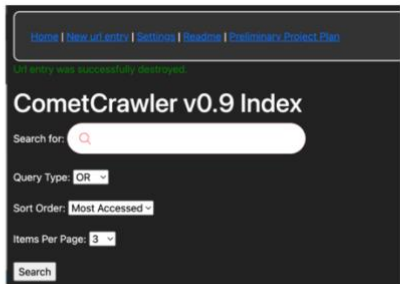 Home | New url entry | Settings | Readme | Preliminary Project Plan
Url entry was successfully destroyed.
CometCrawler v0.9 Index
Search for:
Query Type: OR
Sort Order: Most Accessed
Items Per Page: 3
Search